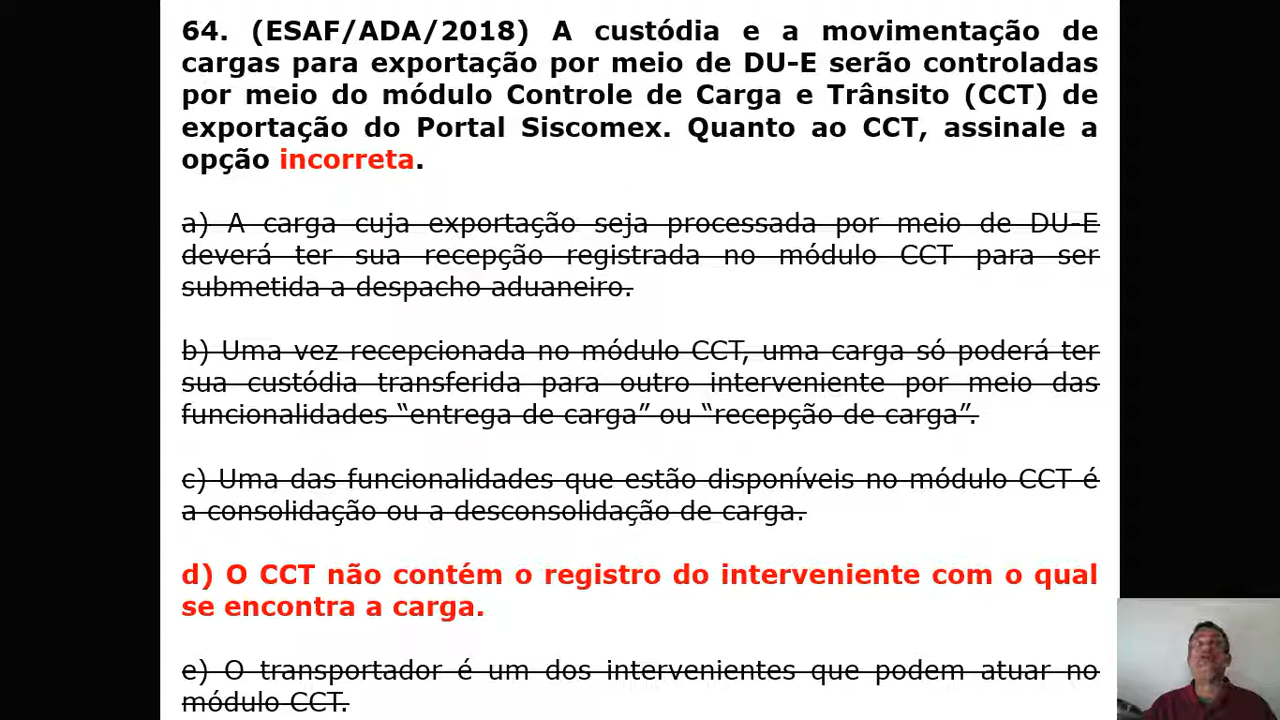 64. (ESAF/ADA/2018) A custódia e a movimentação de
cargas para exportação por meio de DU-E serão controladas
por meio do módulo Controle de Carga e Trânsito (CCT) de
exportação do Portal Siscomex. Quanto ao CCT, assinale a
opção incorreta.
a) A carga cuja exportação seja processada por meio de DU-E
deverá ter sua recepção registrada no módulo CCT para ser
submetida a despacho aduaneiro.
b) Uma vez recepcionada no módulo CCT, uma carga só poderá ter
sua custódia transferida para outro interveniente por meio das
funcionalidades “entrega de carga” ou “recepção de carga”.
c) Uma das funcionalidades que estão disponíveis no módulo CCT é
a consolidação ou a desconsolidação de carga.
d) O CCT não contém o registro do interveniente com o qual
se encontra a carga.
e) O transportador é um dos intervenientes que podem atuar no
módulo CCT.